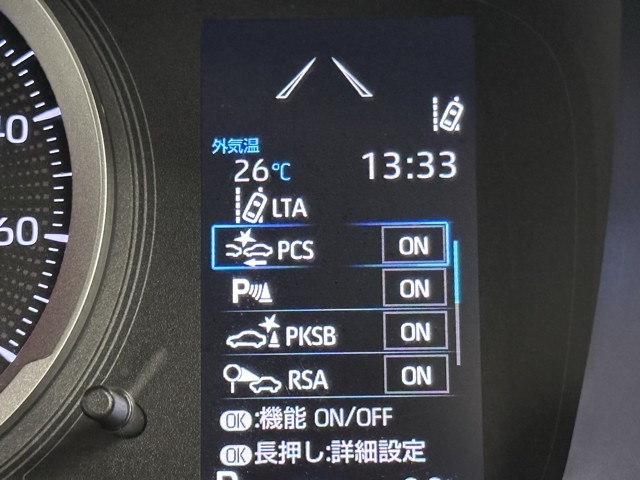 外気温
26℃ 13:33
LTA
PCS ON
P ON
PKSB ON
RSA ON
OK:機能 ON/OFF
OK長押し:詳細設定
40
60